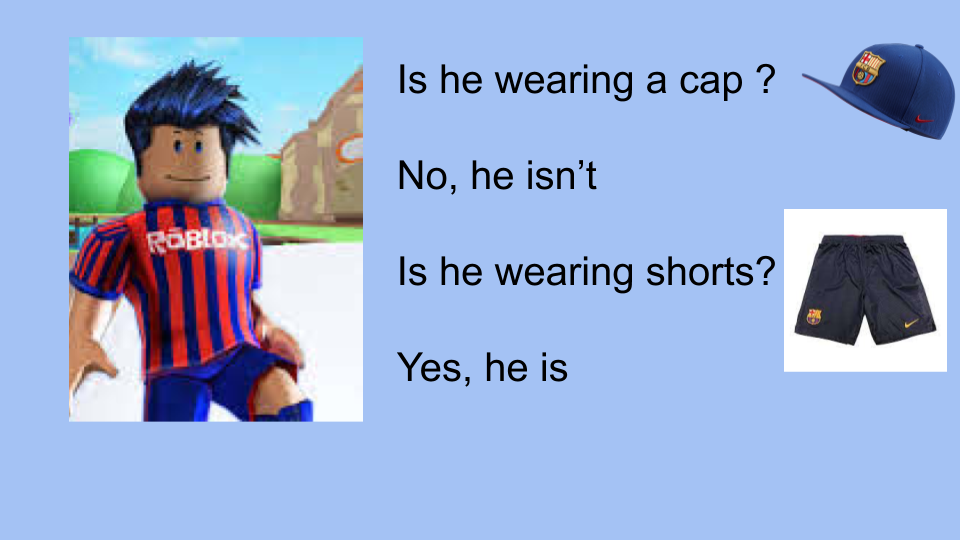 Is he wearing a cap ?
No, he isn’t
Is he wearing shorts?
Yes, he is
ROBLOX